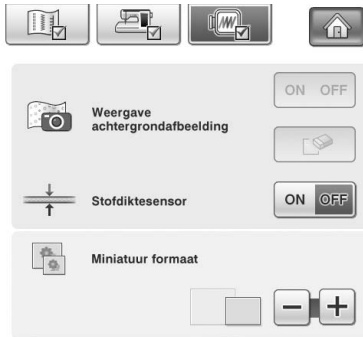 ON OFF
Weergave
achtergrondafbeelding
Stofdiktesensor
ON OFF
Miniatuur formaat